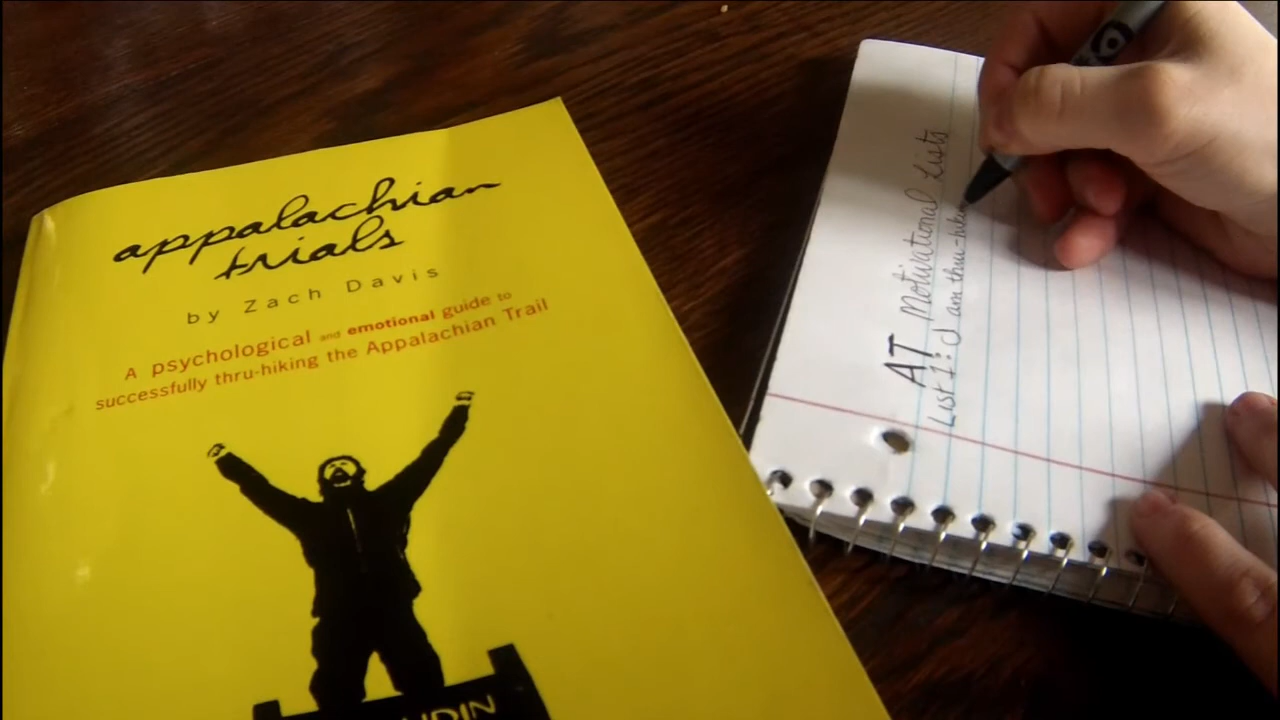 appalachian
trials
by Zach Davis
A psychological and emotional guide to
successfully thru-hiking the Appalachian Trail
AT Motivational Lists
List 1: I am thru-hiking